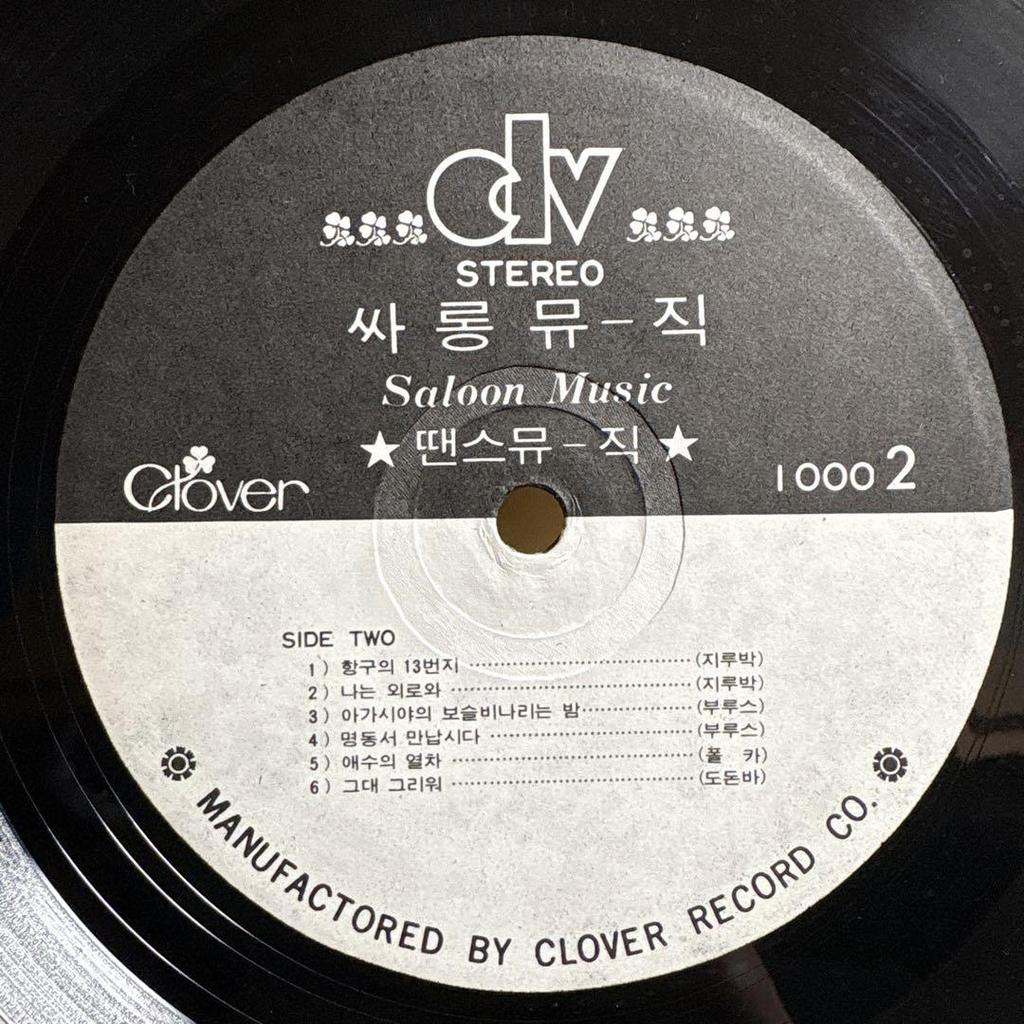 clv
STEREO
싸 롱 뮤-직
Saloon Music
★ 땐스뮤-직 ★
Clover
1000 2
SIDE TWO
1) 항구의 13번지 ································(지루박)
2) 나는 외로와 ································(지루박)
3) 아가시야의 보슬비나리는 밤················(부루스)
4) 명동서 만납시다 ····························(부루스)
5) 애수의 열차 ································(폴 카)
6) 그대 그리워 ································(도돈바)
MANUFACTORED BY CLOVER RECORD CO.